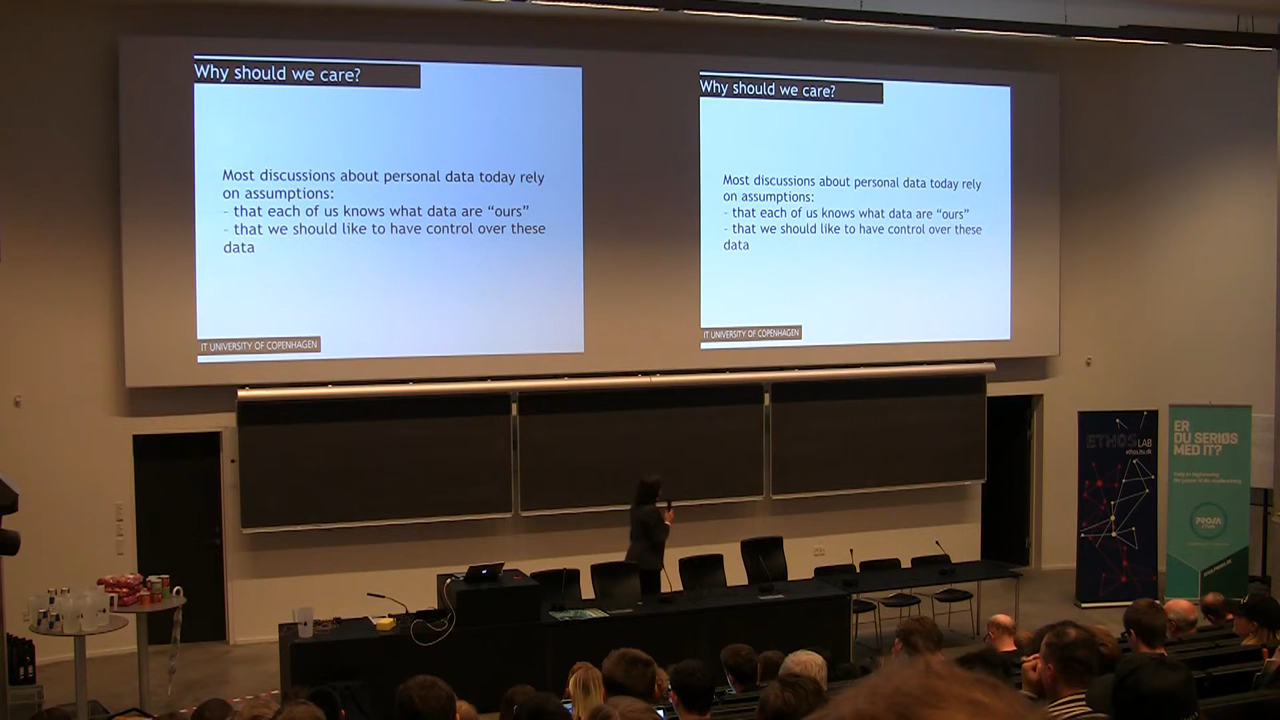 Why should we care?
Most discussions about personal data today rely
on assumptions:
- that each of us knows what data are “ours”
- that we should like to have control over these
data
IT UNIVERSITY OF COPENHAGEN
Why should we care?
Most discussions about personal data today rely
on assumptions:
- that each of us knows what data are “ours”
- that we should like to have control over these
data
IT UNIVERSITY OF COPENHAGEN
ETHOS LAB
ethos.itu.dk
ER
DU SERIØS
MED IT?
PROSA